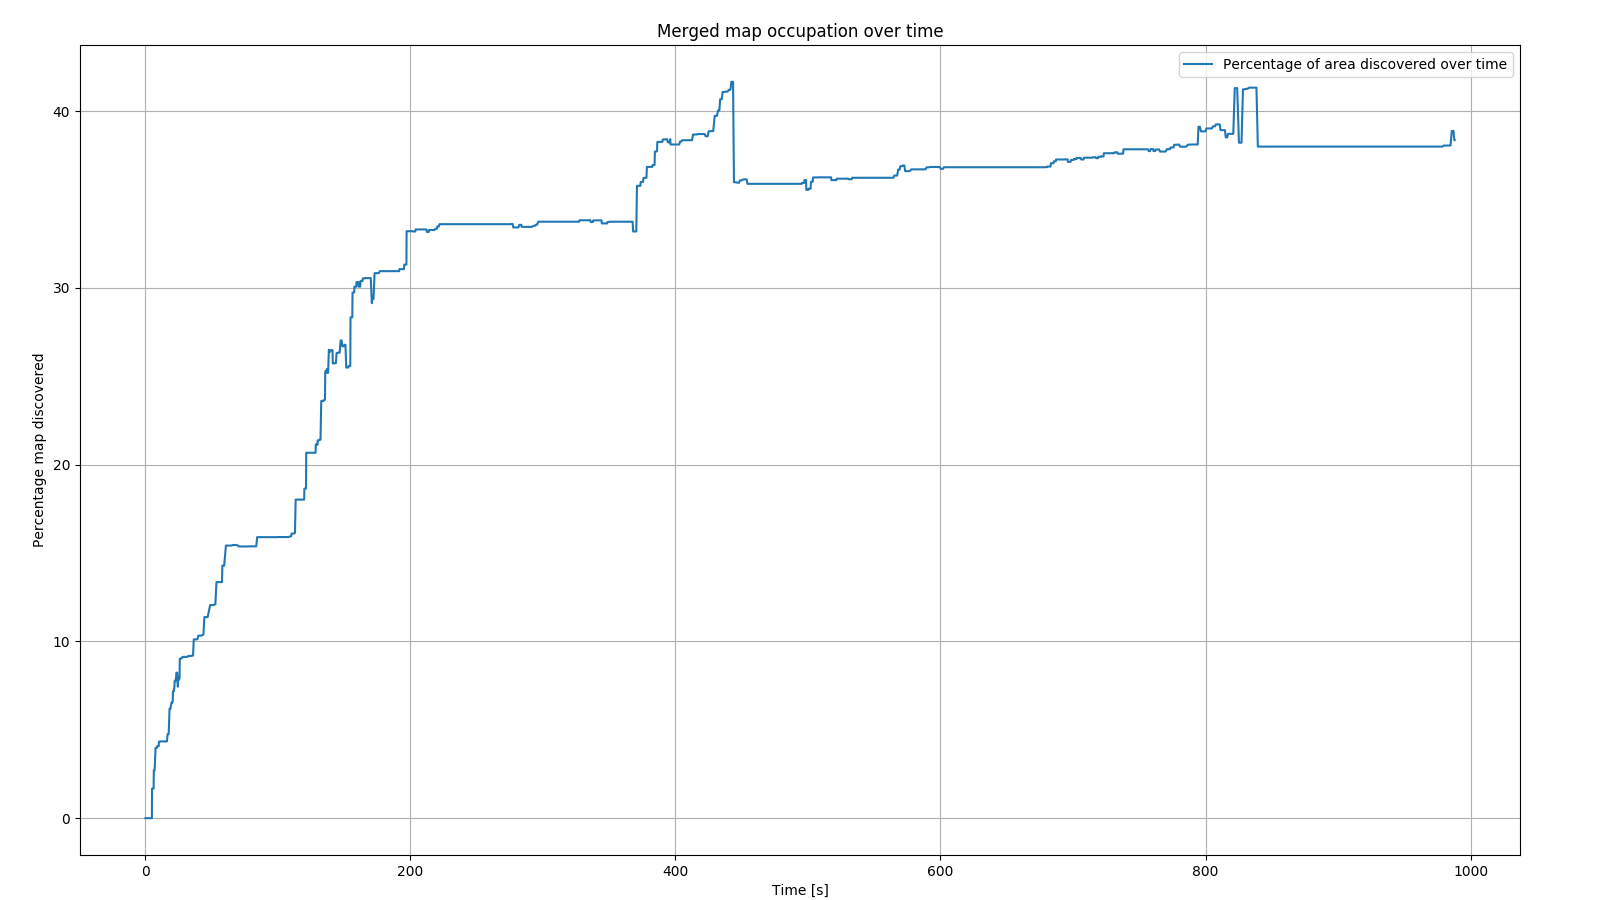 Merged map occupation over time
Percentage of area discovered over time
40
30
20
10
0
Percentage map discovered
0 200 400 600 800 1000
Time [s]